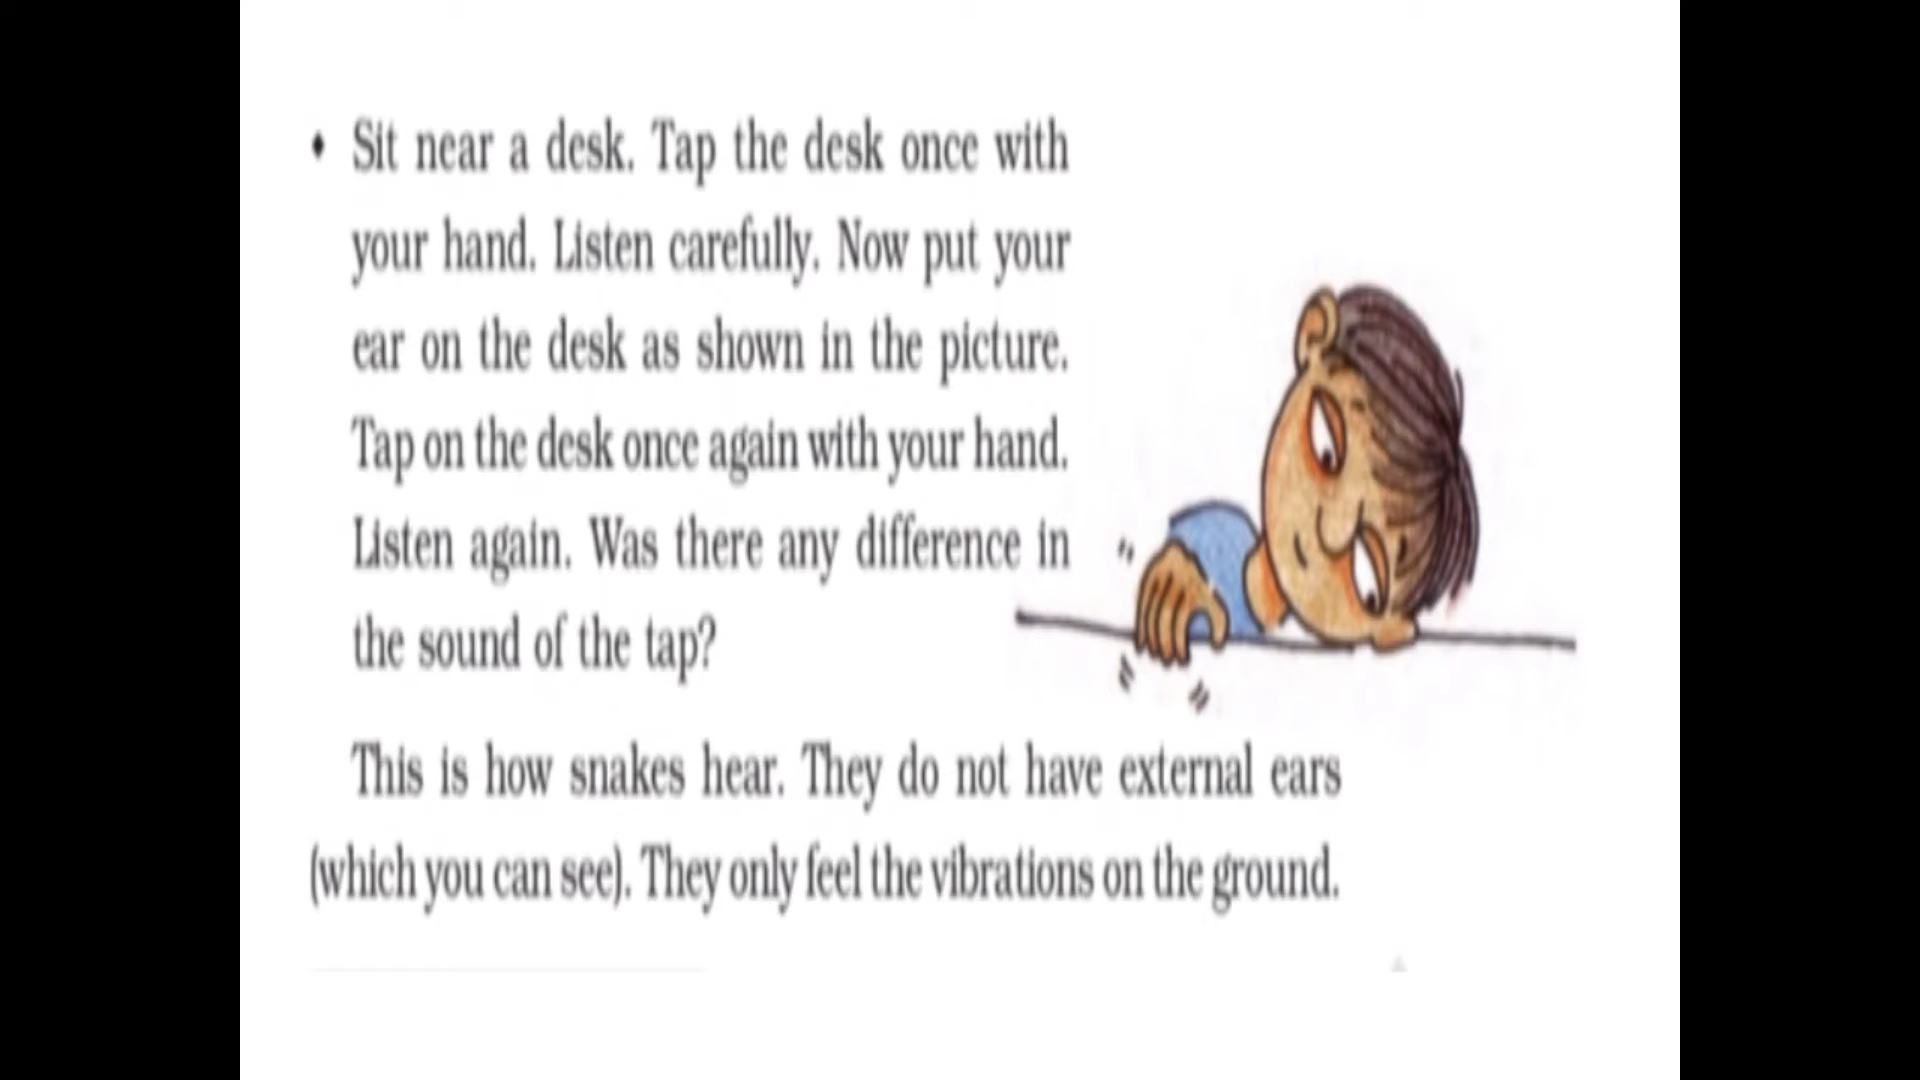 • Sit near a desk. Tap the desk once with
your hand. Listen carefully. Now put your
ear on the desk as shown in the picture.
Tap on the desk once again with your hand.
Listen again. Was there any difference in
the sound of the tap?
This is how snakes hear. They do not have external ears
(which you can see). They only feel the vibrations on the ground.